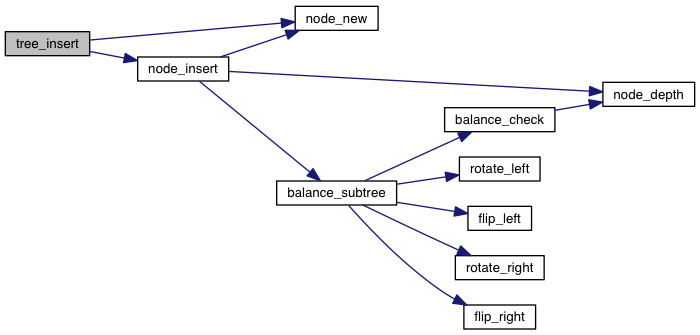 node_new
tree_insert
node_insert
node_depth
balance_check
rotate_left
balance_subtree
flip_left
rotate_right
flip_right